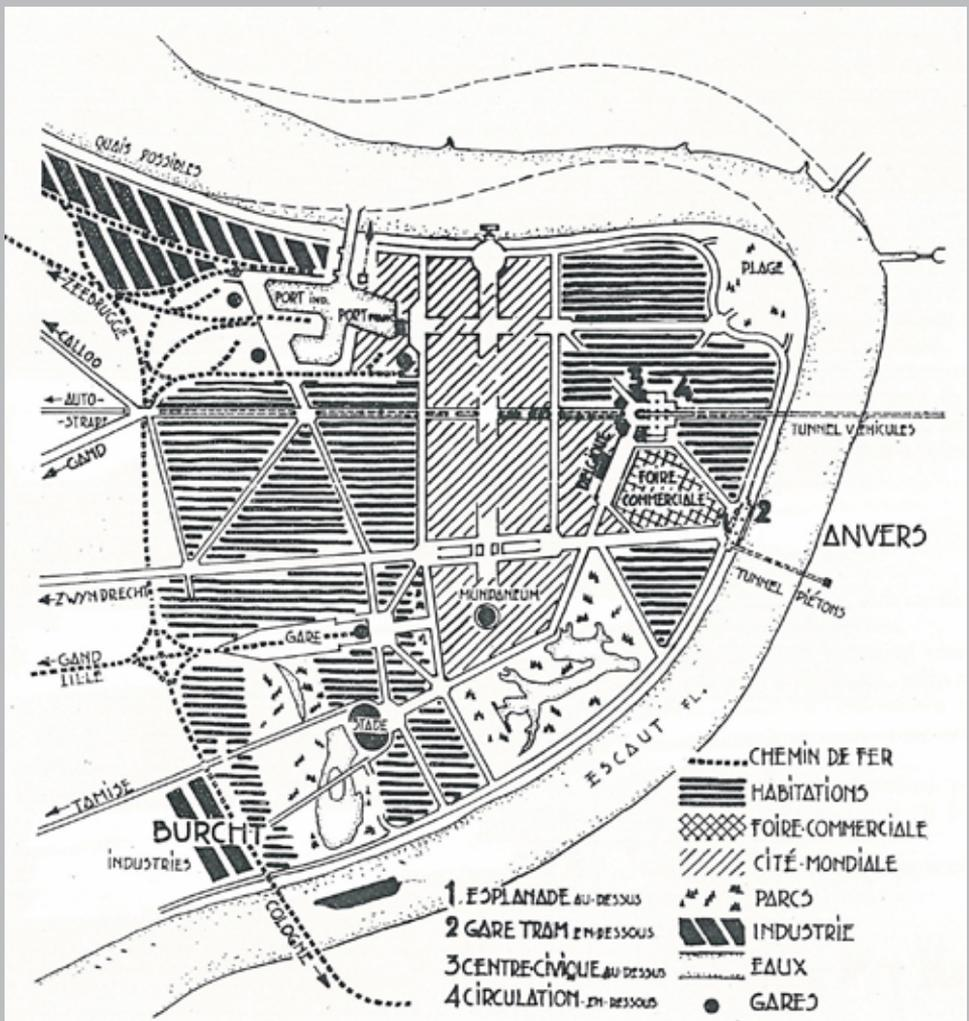 QUAIS POSSIBLES
PLAGE
←ZEEBRUGGE
PORT IND.
PORT
←CALLOO
←AUTO-
-STRADE
←GAND
3 4
TUNNEL VÉHICULES
BELGIQUE
FOIRE
COMMERCIALE
2
ANVERS
TUNNEL PIÉTONS
←ZWYNDRECHT
MUNDANEUM
GARE
←GAND
LILLE
STADE
ESCAUT FL.
←TAMISE
BURCHT
INDUSTRIES
COLOGNE→
CHEMIN DE FER
HABITATIONS
FOIRE·COMMERCIALE
CITÉ·MONDIALE
PARCS
INDUSTRIE
EAUX
GARES
1. ESPLANADE AU·DESSUS
2 GARE TRAM EN·DESSOUS
3 CENTRE·CIVIQUE AU·DESSUS
4 CIRCULATION·EN·DESSOUS